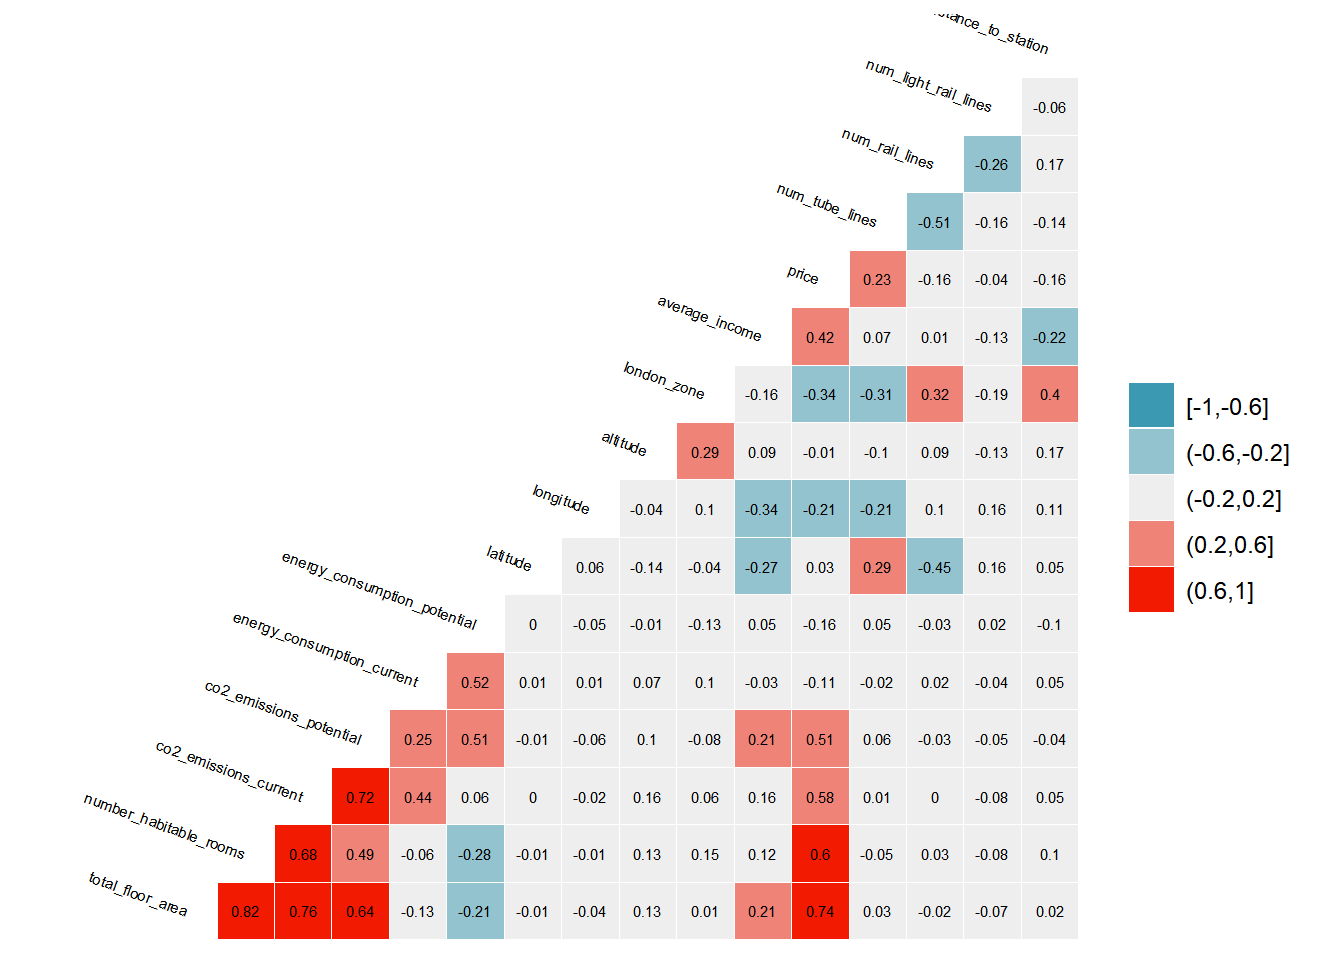 tance_to_station
num_light_rail_lines -0.06
num_rail_lines -0.26 0.17
num_tube_lines -0.51 -0.16 -0.14
price 0.23 -0.16 -0.04 -0.16
average_income 0.42 0.07 0.01 -0.13 -0.22
london_zone -0.16 -0.34 -0.31 0.32 -0.19 0.4
altitude 0.29 0.09 -0.01 -0.1 0.09 -0.13 0.17
longitude -0.04 0.1 -0.34 -0.21 -0.21 0.1 0.16 0.11
latitude 0.06 -0.14 -0.04 -0.27 0.03 0.29 -0.45 0.16 0.05
energy_consumption_potential 0 -0.05 -0.01 -0.13 0.05 -0.16 0.05 -0.03 0.02 -0.1
energy_consumption_current 0.52 0.01 0.01 0.07 0.1 -0.03 -0.11 -0.02 0.02 -0.04 0.05
co2_emissions_potential 0.25 0.51 -0.01 -0.06 0.1 -0.08 0.21 0.51 0.06 -0.03 -0.05 -0.04
co2_emissions_current 0.72 0.44 0.06 0 -0.02 0.16 0.06 0.16 0.58 0.01 0 -0.08 0.05
number_habitable_rooms 0.68 0.49 -0.06 -0.28 -0.01 -0.01 0.13 0.15 0.12 0.6 -0.05 0.03 -0.08 0.1
total_floor_area 0.82 0.76 0.64 -0.13 -0.21 -0.01 -0.04 0.13 0.01 0.21 0.74 0.03 -0.02 -0.07 0.02
[-1,-0.6]
(-0.6,-0.2]
(-0.2,0.2]
(0.2,0.6]
(0.6,1]